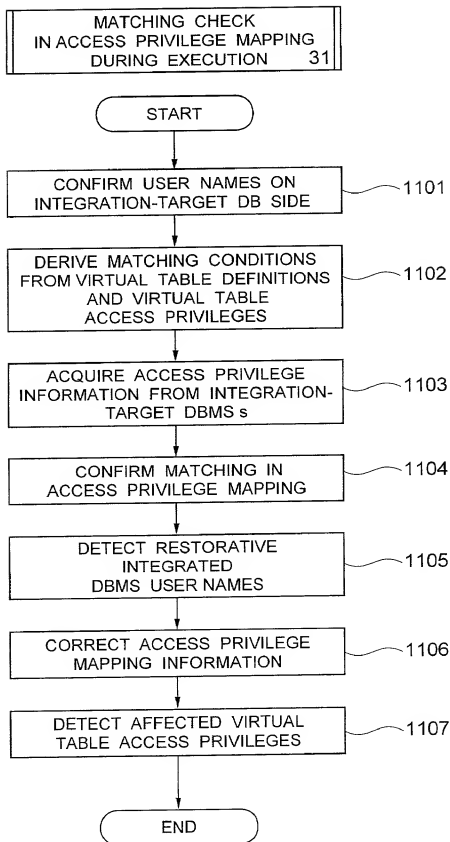 MATCHING CHECK
IN ACCESS PRIVILEGE MAPPING
DURING EXECUTION 31
START
CONFIRM USER NAMES ON
INTEGRATION-TARGET DB SIDE
1101
DERIVE MATCHING CONDITIONS
FROM VIRTUAL TABLE DEFINITIONS
AND VIRTUAL TABLE
ACCESS PRIVILEGES
1102
ACQUIRE ACCESS PRIVILEGE
INFORMATION FROM INTEGRATION-
TARGET DBMS s
1103
CONFIRM MATCHING IN
ACCESS PRIVILEGE MAPPING
1104
DETECT RESTORATIVE
INTEGRATED
DBMS USER NAMES
1105
CORRECT ACCESS PRIVILEGE
MAPPING INFORMATION
1106
DETECT AFFECTED VIRTUAL
TABLE ACCESS PRIVILEGES
1107
END